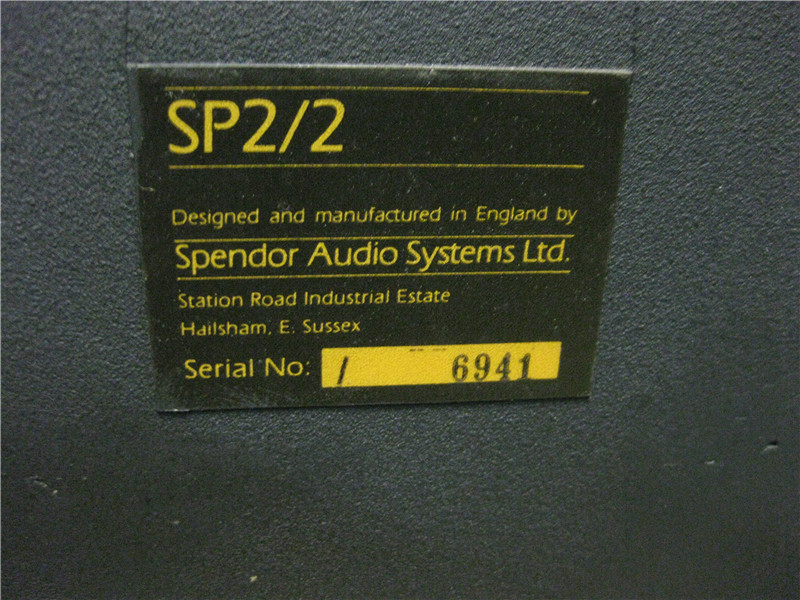 SP2/2
Designed and manufactured in England by
Spendor Audio Systems Ltd.
Station Road Industrial Estate
Hailsham, E. Sussex
Serial No: / 6941